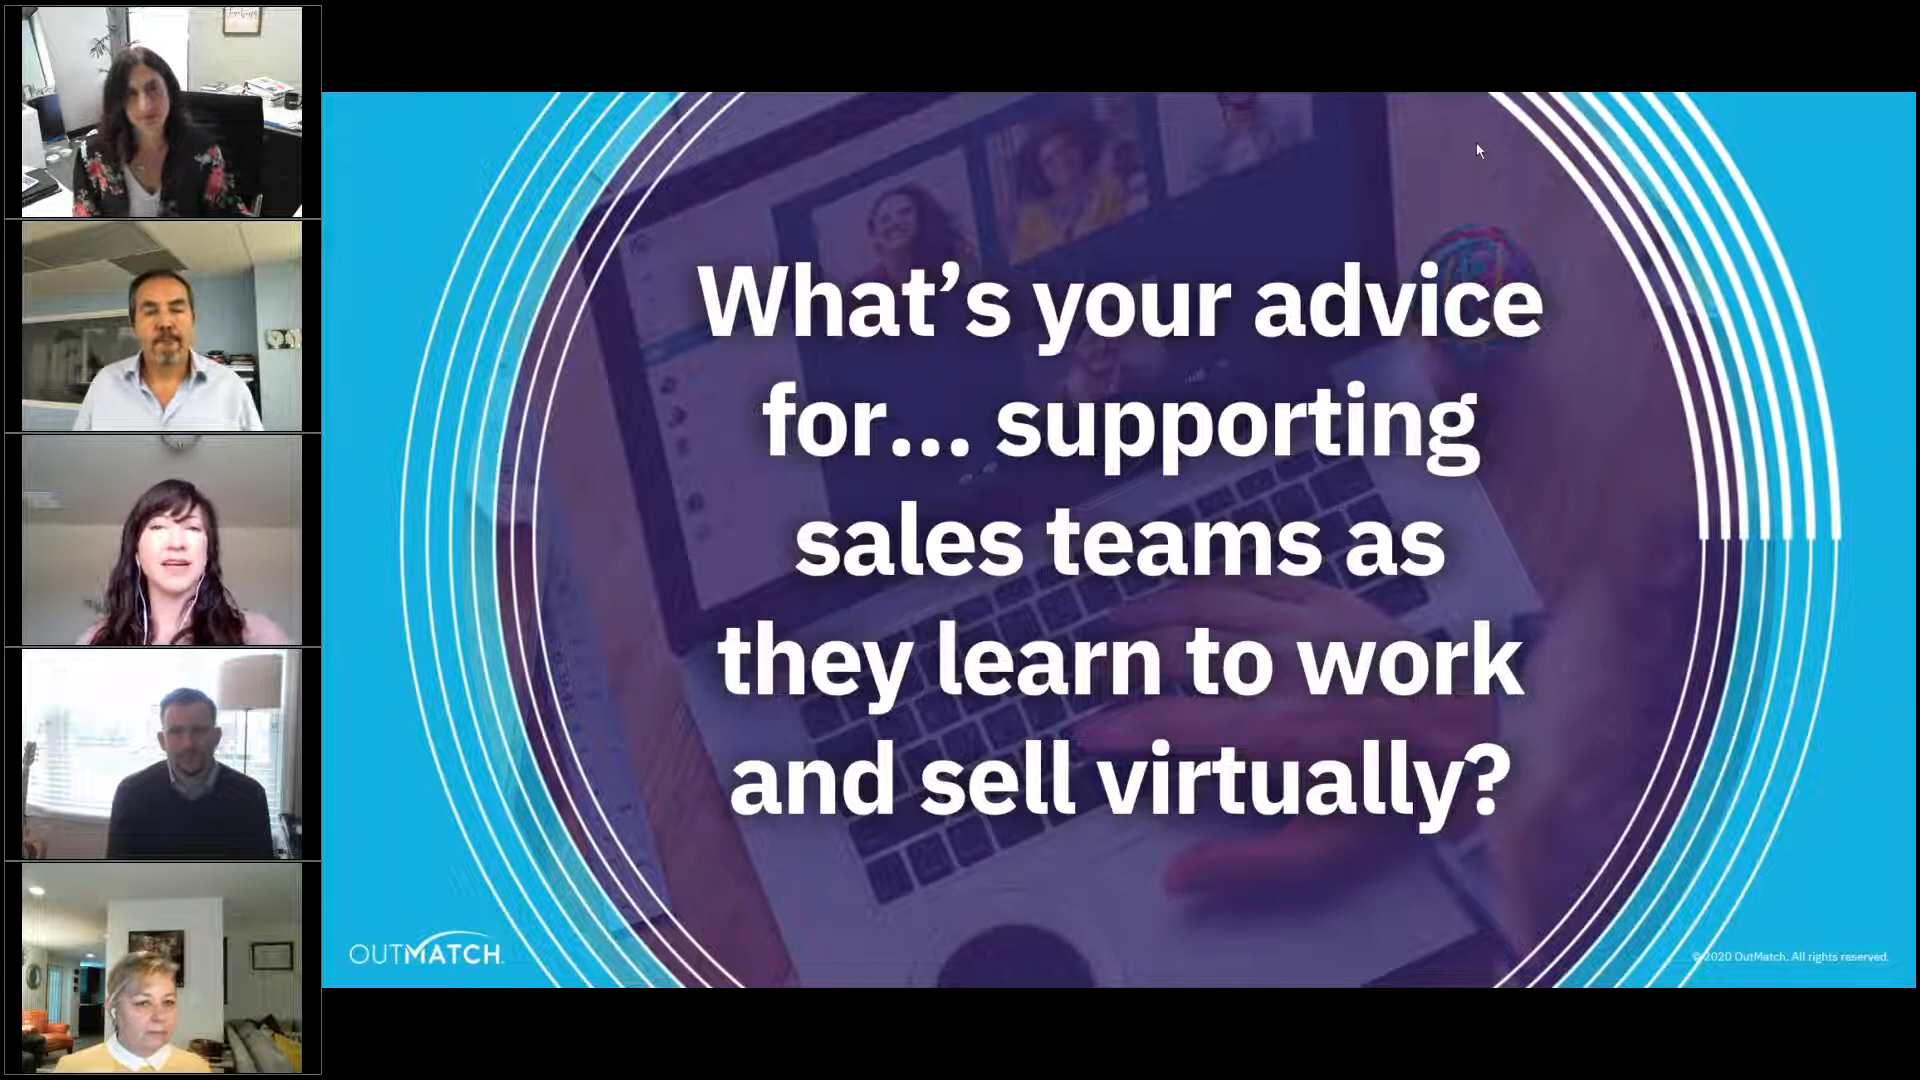 What’s your advice
for... supporting
sales teams as
they learn to work
and sell virtually?
OUTMATCH
© 2020 OutMatch. All rights reserved.